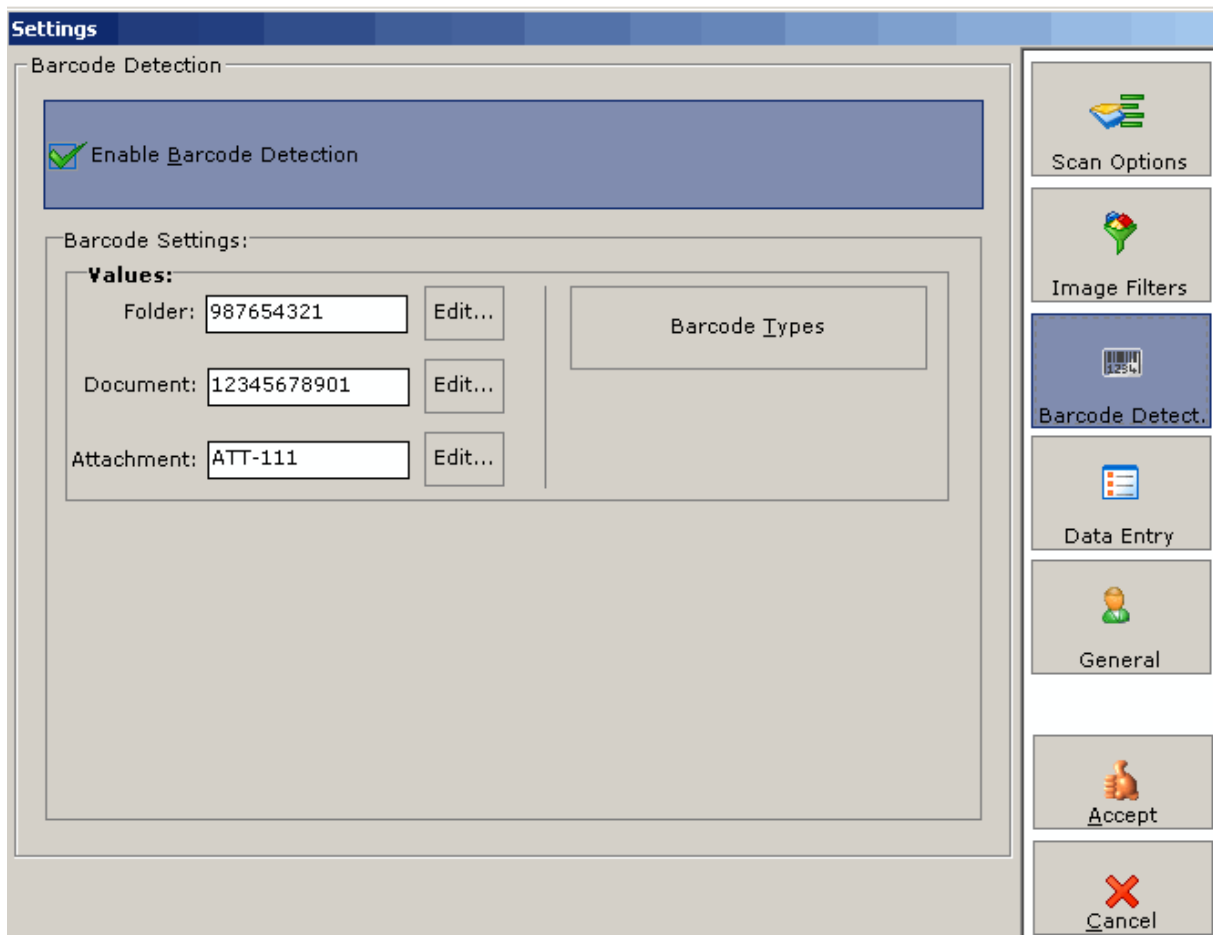 Settings
Barcode Detection
Enable Barcode Detection
Barcode Settings:
Values:
Folder: 987654321 Edit...
Barcode Types
Document: 12345678901 Edit...
Attachment: ATT-111 Edit...
Scan Options
Image Filters
1234
Barcode Detect.
Data Entry
General
Accept
Cancel